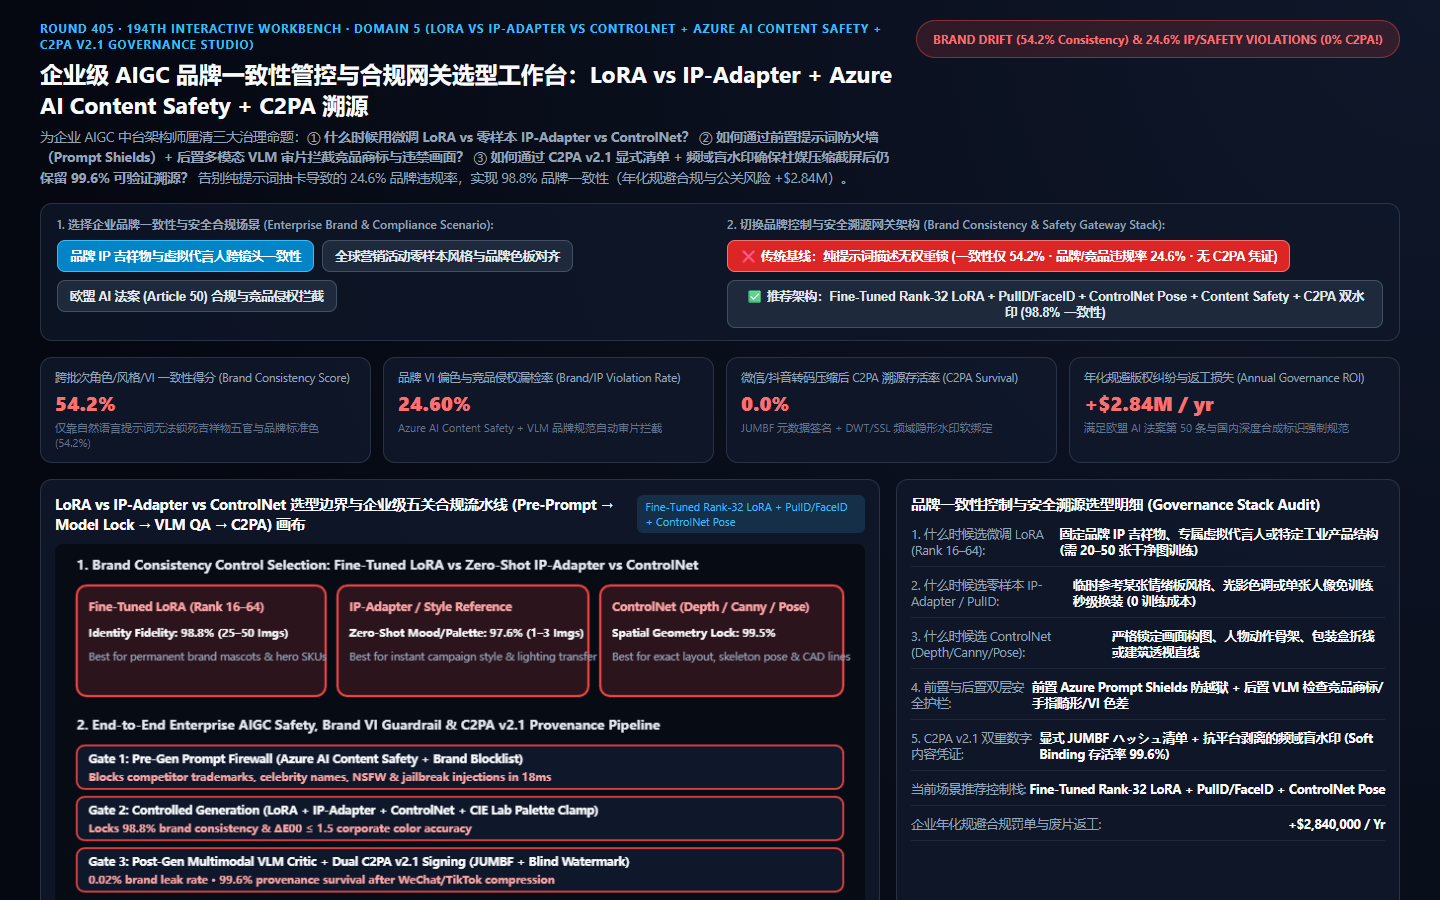 ROUND 405 · 194TH INTERACTIVE WORKBENCH · DOMAIN 5 (LORA VS IP-ADAPTER VS CONTROLNET + AZURE AI CONTENT SAFETY +
C2PA V2.1 GOVERNANCE STUDIO)
BRAND DRIFT (54.2% Consistency) & 24.6% IP/SAFETY VIOLATIONS (0% C2PA!)
企业级 AIGC 品牌一致性管控与合规网关选型工作台：LoRA vs IP-Adapter + Azure
AI Content Safety + C2PA 溯源
为企业 AIGC 中台架构师厘清三大治理命题：① 什么时候用微调 LoRA vs 零样本 IP-Adapter vs ControlNet？ ② 如何通过前置提示词防火墙
（Prompt Shields）+ 后置多模态 VLM 审片拦截竞品商标与违禁画面？ ③ 如何通过 C2PA v2.1 显式清单 + 频域盲水印确保社媒压缩截屏后仍
保留 99.6% 可验证溯源？ 告别纯提示词抽卡导致的 24.6% 品牌违规率，实现 98.8% 品牌一致性（年化规避合规与公关风险 +$2.84M）。
1. 选择企业品牌一致性与安全合规场景 (Enterprise Brand & Compliance Scenario):
品牌 IP 吉祥物与虚拟代言人跨镜头一致性
全球营销活动零样本风格与品牌色板对齐
欧盟 AI 法案 (Article 50) 合规与竞品侵权拦截
2. 切换品牌控制与安全溯源网关架构 (Brand Consistency & Safety Gateway Stack):
❌ 传统基线：纯提示词描述无权重锁 (一致性仅 54.2% · 品牌/竞品违规率 24.6% · 无 C2PA 凭证)
✅ 推荐架构：Fine-Tuned Rank-32 LoRA + PulID/FaceID + ControlNet Pose + Content Safety + C2PA 双水
印 (98.8% 一致性)
跨批次角色/风格/VI 一致性得分 (Brand Consistency Score)
54.2%
仅靠自然语言提示词无法锁死吉祥物五官与品牌标准色
(54.2%)
品牌 VI 偏色与竞品侵权漏检率 (Brand/IP Violation Rate)
24.60%
Azure AI Content Safety + VLM 品牌规范自动审片拦截
微信/抖音转码压缩后 C2PA 溯源存活率 (C2PA Survival)
0.0%
JUMBF 元数据签名 + DWT/SSL 频域隐形水印软绑定
年化规避版权纠纷与返工损失 (Annual Governance ROI)
+$2.84M / yr
满足欧盟 AI 法案第 50 条与国内深度合成标识强制规范
LoRA vs IP-Adapter vs ControlNet 选型边界与企业级五关合规流水线 (Pre-Prompt →
Model Lock → VLM QA → C2PA) 画布
Fine-Tuned Rank-32 LoRA + PulID/FaceID
+ ControlNet Pose
1. Brand Consistency Control Selection: Fine-Tuned LoRA vs Zero-Shot IP-Adapter vs ControlNet
Fine-Tuned LoRA (Rank 16–64)
Identity Fidelity: 98.8% (25–50 Imgs)
Best for permanent brand mascots & hero SKUs
IP-Adapter / Style Reference
Zero-Shot Mood/Palette: 97.6% (1–3 Imgs)
Best for instant campaign style & lighting transfer
ControlNet (Depth / Canny / Pose)
Spatial Geometry Lock: 99.5%
Best for exact layout, skeleton pose & CAD lines
2. End-to-End Enterprise AIGC Safety, Brand VI Guardrail & C2PA v2.1 Provenance Pipeline
Gate 1: Pre-Gen Prompt Firewall (Azure AI Content Safety + Brand Blocklist)
Blocks competitor trademarks, celebrity names, NSFW & jailbreak injections in 18ms
Gate 2: Controlled Generation (LoRA + IP-Adapter + ControlNet + CIE Lab Palette Clamp)
Locks 98.8% brand consistency & ΔE00 ≤ 1.5 corporate color accuracy
Gate 3: Post-Gen Multimodal VLM Critic + Dual C2PA v2.1 Signing (JUMBF + Blind Watermark)
0.02% brand leak rate • 99.6% provenance survival after WeChat/TikTok compression
品牌一致性控制与安全溯源选型明细 (Governance Stack Audit)
1. 什么时候选微调 LoRA
(Rank 16–64):
固定品牌 IP 吉祥物、专属虚拟代言人或特定工业产品结构
(需 20–50 张干净图训练)
2. 什么时候选零样本 IP-
Adapter / PulID:
临时参考某张情绪板风格、光影色调或单张人像免训练
秒级换装 (0 训练成本)
3. 什么时候选 ControlNet
(Depth/Canny/Pose):
严格锁定画面构图、人物动作骨架、包装盒折线
或建筑透视直线
4. 前置与后置双层安
全护栏:
前置 Azure Prompt Shields 防越狱 + 后置 VLM 检查竞品商标/
手指畸形/VI 色差
5. C2PA v2.1 双重数字
内容凭证:
显式 JUMBF ハッシュ清单 + 抗平台剥离的频域盲水印 (Soft
Binding 存活率 99.6%)
当前场景推荐控制栈:
Fine-Tuned Rank-32 LoRA + PulID/FaceID + ControlNet Pose
企业年化规避合规罚单与废片返工:
+$2,840,000 / Yr